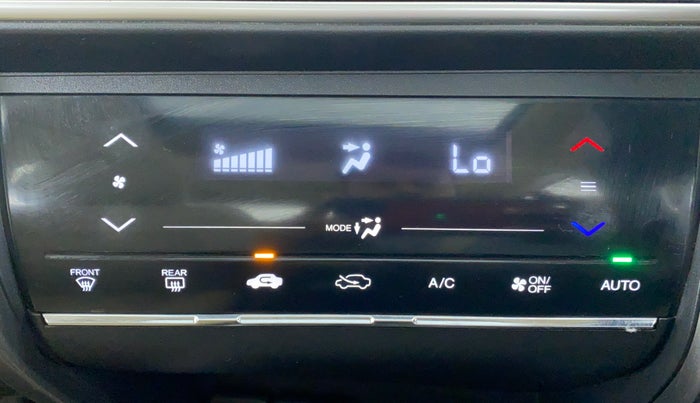 Lo
MODE
FRONT
REAR
A/C
ON/
OFF
AUTO